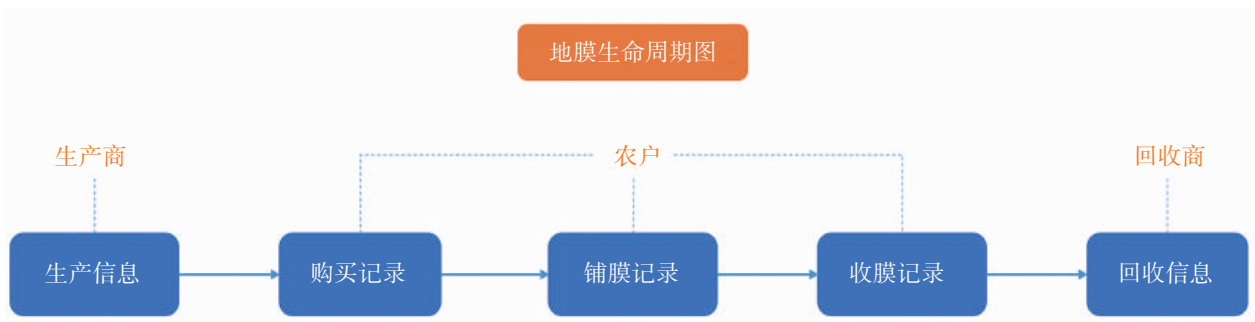 地膜生命周期图
生产商
农户
回收商
生产信息
购买记录
铺膜记录
收膜记录
回收信息